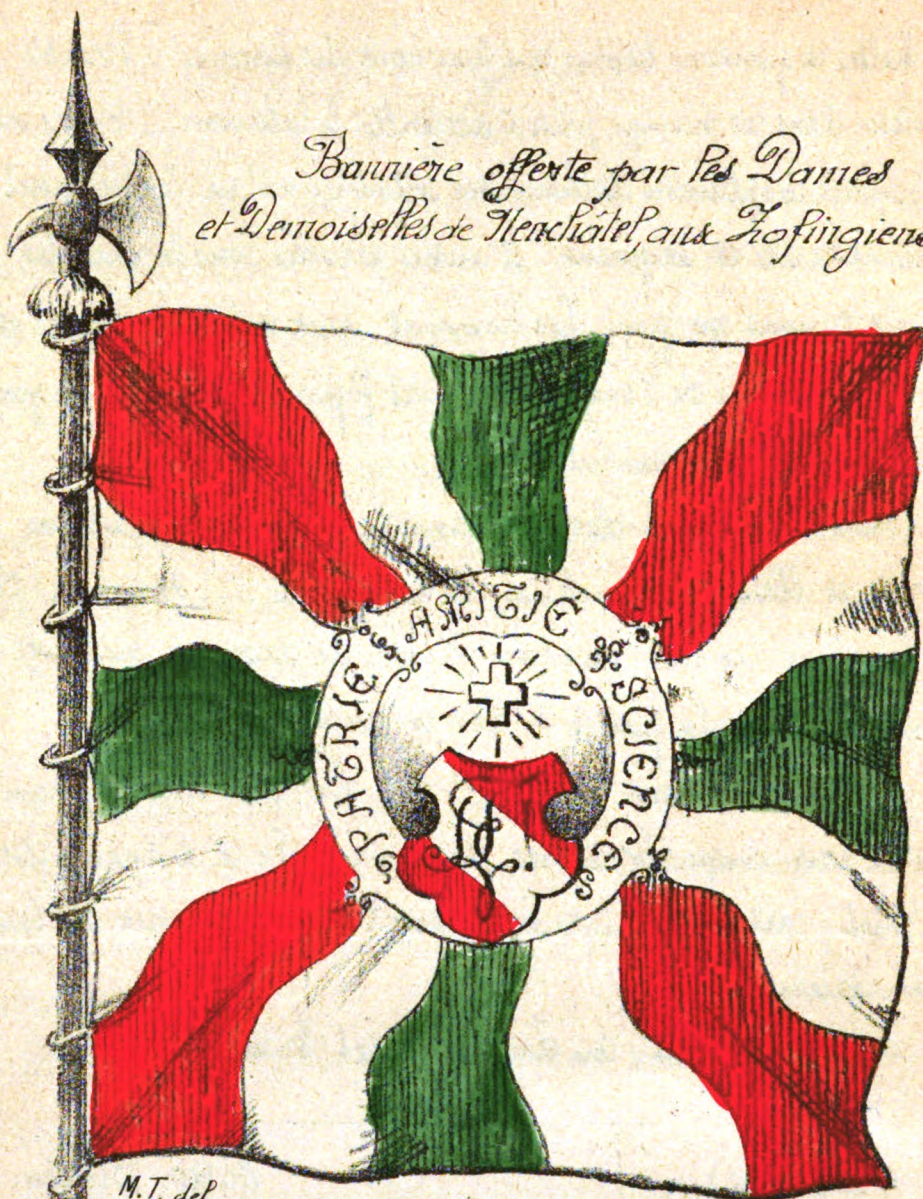 Bannière offerte par les Dames
et Demoiselles de Neuchâtel, aux Zofingiens
PATRIE AMITIÉ SCIENCE
M.T. del